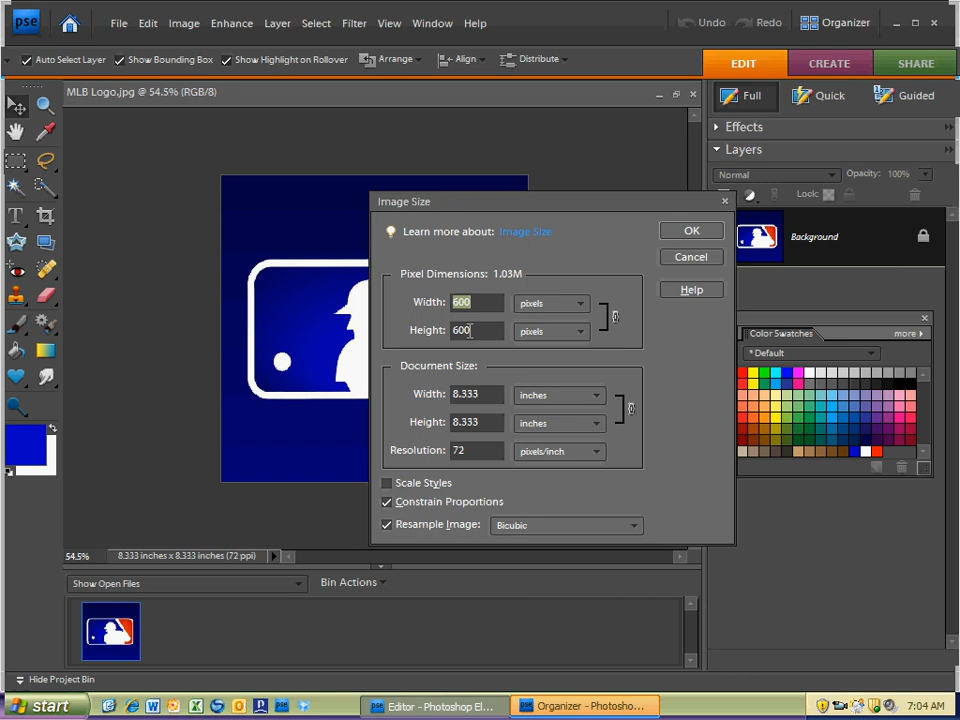 pse File Edit Image Enhance Layer Select Filter View Window Help Undo Redo Organizer
Auto Select Layer Show Bounding Box Show Highlight on Rollover Arrange Align Distribute EDIT CREATE SHARE
MLB Logo.jpg @ 54.5% (RGB/8)
Full Quick Guided
Effects
Layers
Normal Opacity: 100%
Lock:
Background
Image Size
Learn more about: Image Size
OK
Cancel
Help
Pixel Dimensions: 1.03M
Width: 600 pixels
Height: 600 pixels
Document Size:
Width: 8.333 inches
Height: 8.333 inches
Resolution: 72 pixels/inch
Scale Styles
Constrain Proportions
Resample Image: Bicubic
Color Swatches more
* Default
54.5% 8.333 inches x 8.333 inches (72 ppi)
Show Open Files Bin Actions
Hide Project Bin
start Editor - Photoshop El... Organizer - Photosho... 7:04 AM